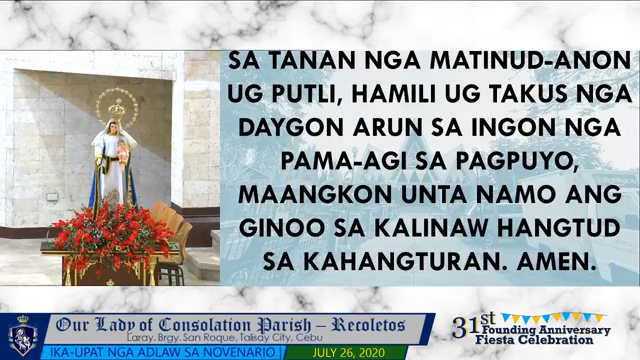 SA TANAN NGA MATINUD-ANON
UG PUTLI, HAMILI UG TAKUS NGA
DAYGON ARUN SA INGON NGA
PAMA-AGI SA PAGPUYO,
MAANGKON UNTA NAMO ANG
GINOO SA KALINAW HANGTUD
SA KAHANGTURAN. AMEN.
Our Lady of Consolation Parish – Recoletos
Laray, Brgy. San Roque, Talisay City, Cebu
IKA-UPAT NGA ADLAW SA NOVENARIO
JULY 26, 2020
31st Founding Anniversary
Fiesta Celebration